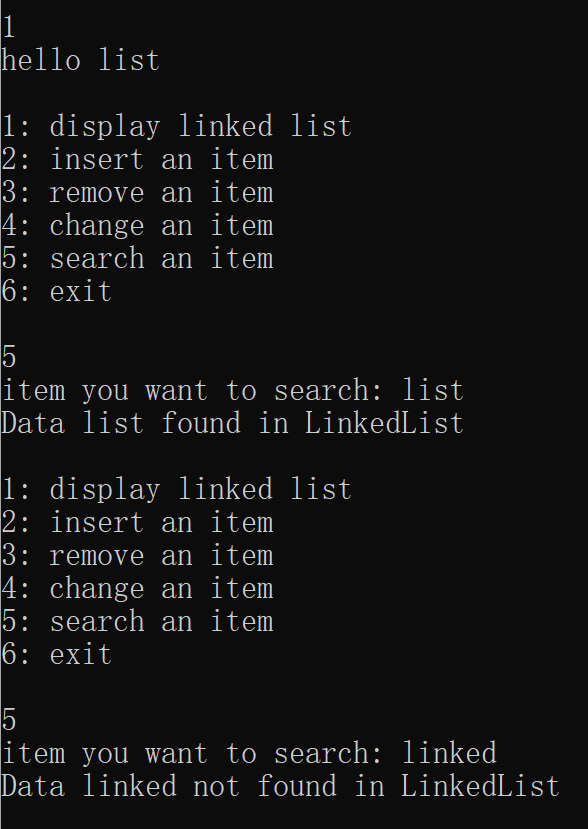 1
hello list
1: display linked list
2: insert an item
3: remove an item
4: change an item
5: search an item
6: exit
5
item you want to search: list
Data list found in LinkedList
1: display linked list
2: insert an item
3: remove an item
4: change an item
5: search an item
6: exit
5
item you want to search: linked
Data linked not found in LinkedList